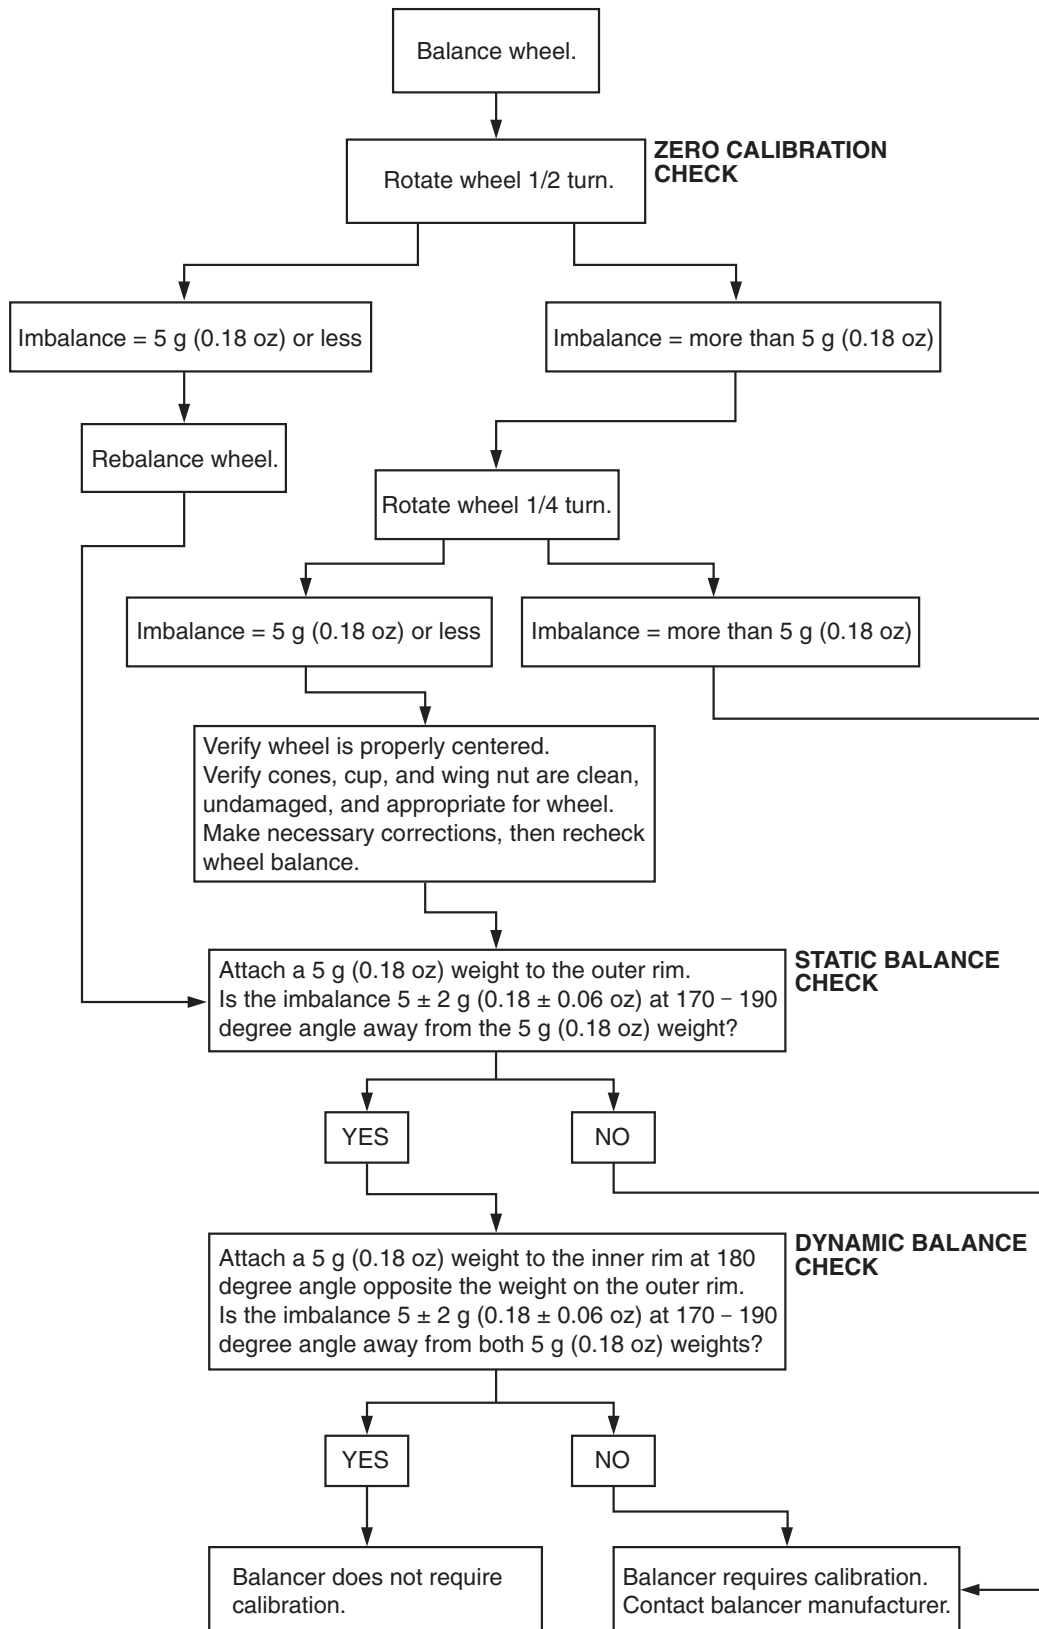 Balance wheel.
ZERO CALIBRATION
CHECK
Rotate wheel 1/2 turn.
Imbalance = 5 g (0.18 oz) or less
Imbalance = more than 5 g (0.18 oz)
Rebalance wheel.
Rotate wheel 1/4 turn.
Imbalance = 5 g (0.18 oz) or less
Imbalance = more than 5 g (0.18 oz)
Verify wheel is properly centered.
Verify cones, cup, and wing nut are clean,
undamaged, and appropriate for wheel.
Make necessary corrections, then recheck
wheel balance.
STATIC BALANCE
CHECK
Attach a 5 g (0.18 oz) weight to the outer rim.
Is the imbalance 5 ± 2 g (0.18 ± 0.06 oz) at 170 – 190
degree angle away from the 5 g (0.18 oz) weight?
YES
NO
DYNAMIC BALANCE
CHECK
Attach a 5 g (0.18 oz) weight to the inner rim at 180
degree angle opposite the weight on the outer rim.
Is the imbalance 5 ± 2 g (0.18 ± 0.06 oz) at 170 – 190
degree angle away from both 5 g (0.18 oz) weights?
YES
NO
Balancer does not require
calibration.
Balancer requires calibration.
Contact balancer manufacturer.